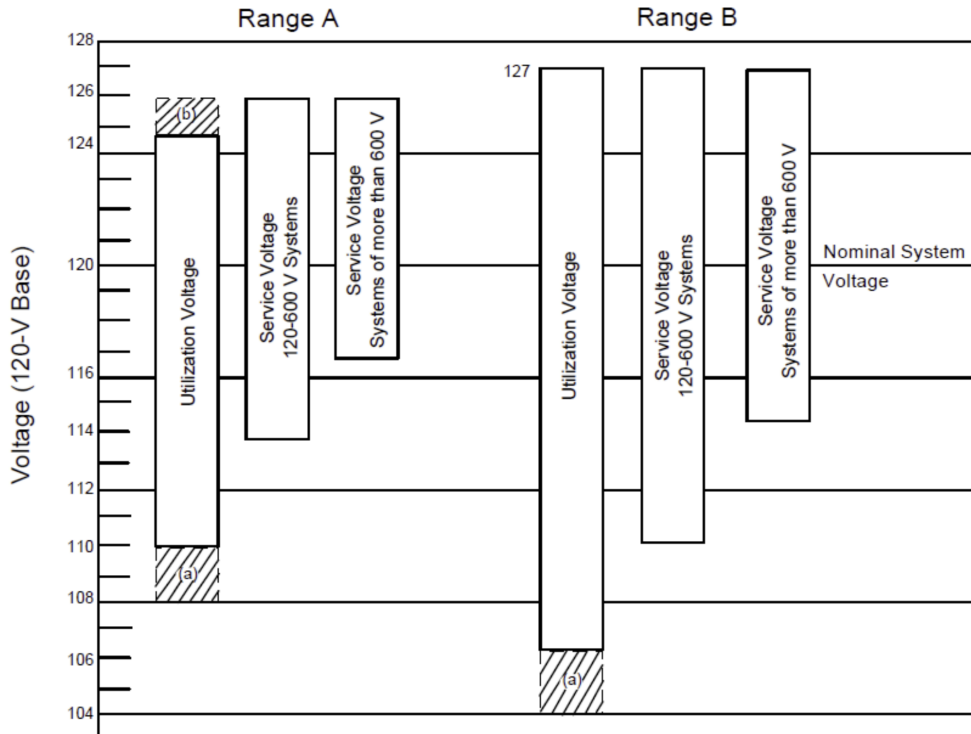 Range A
Range B
128
126
124
120
116
114
112
110
108
106
104
Voltage (120-V Base)
(b)
(a)
Utilization Voltage
Service Voltage
120-600 V Systems
Service Voltage
Systems of more than 600 V
127
Utilization Voltage
(a)
Service Voltage
120-600 V Systems
Service Voltage
Systems of more than 600 V
Nominal System
Voltage